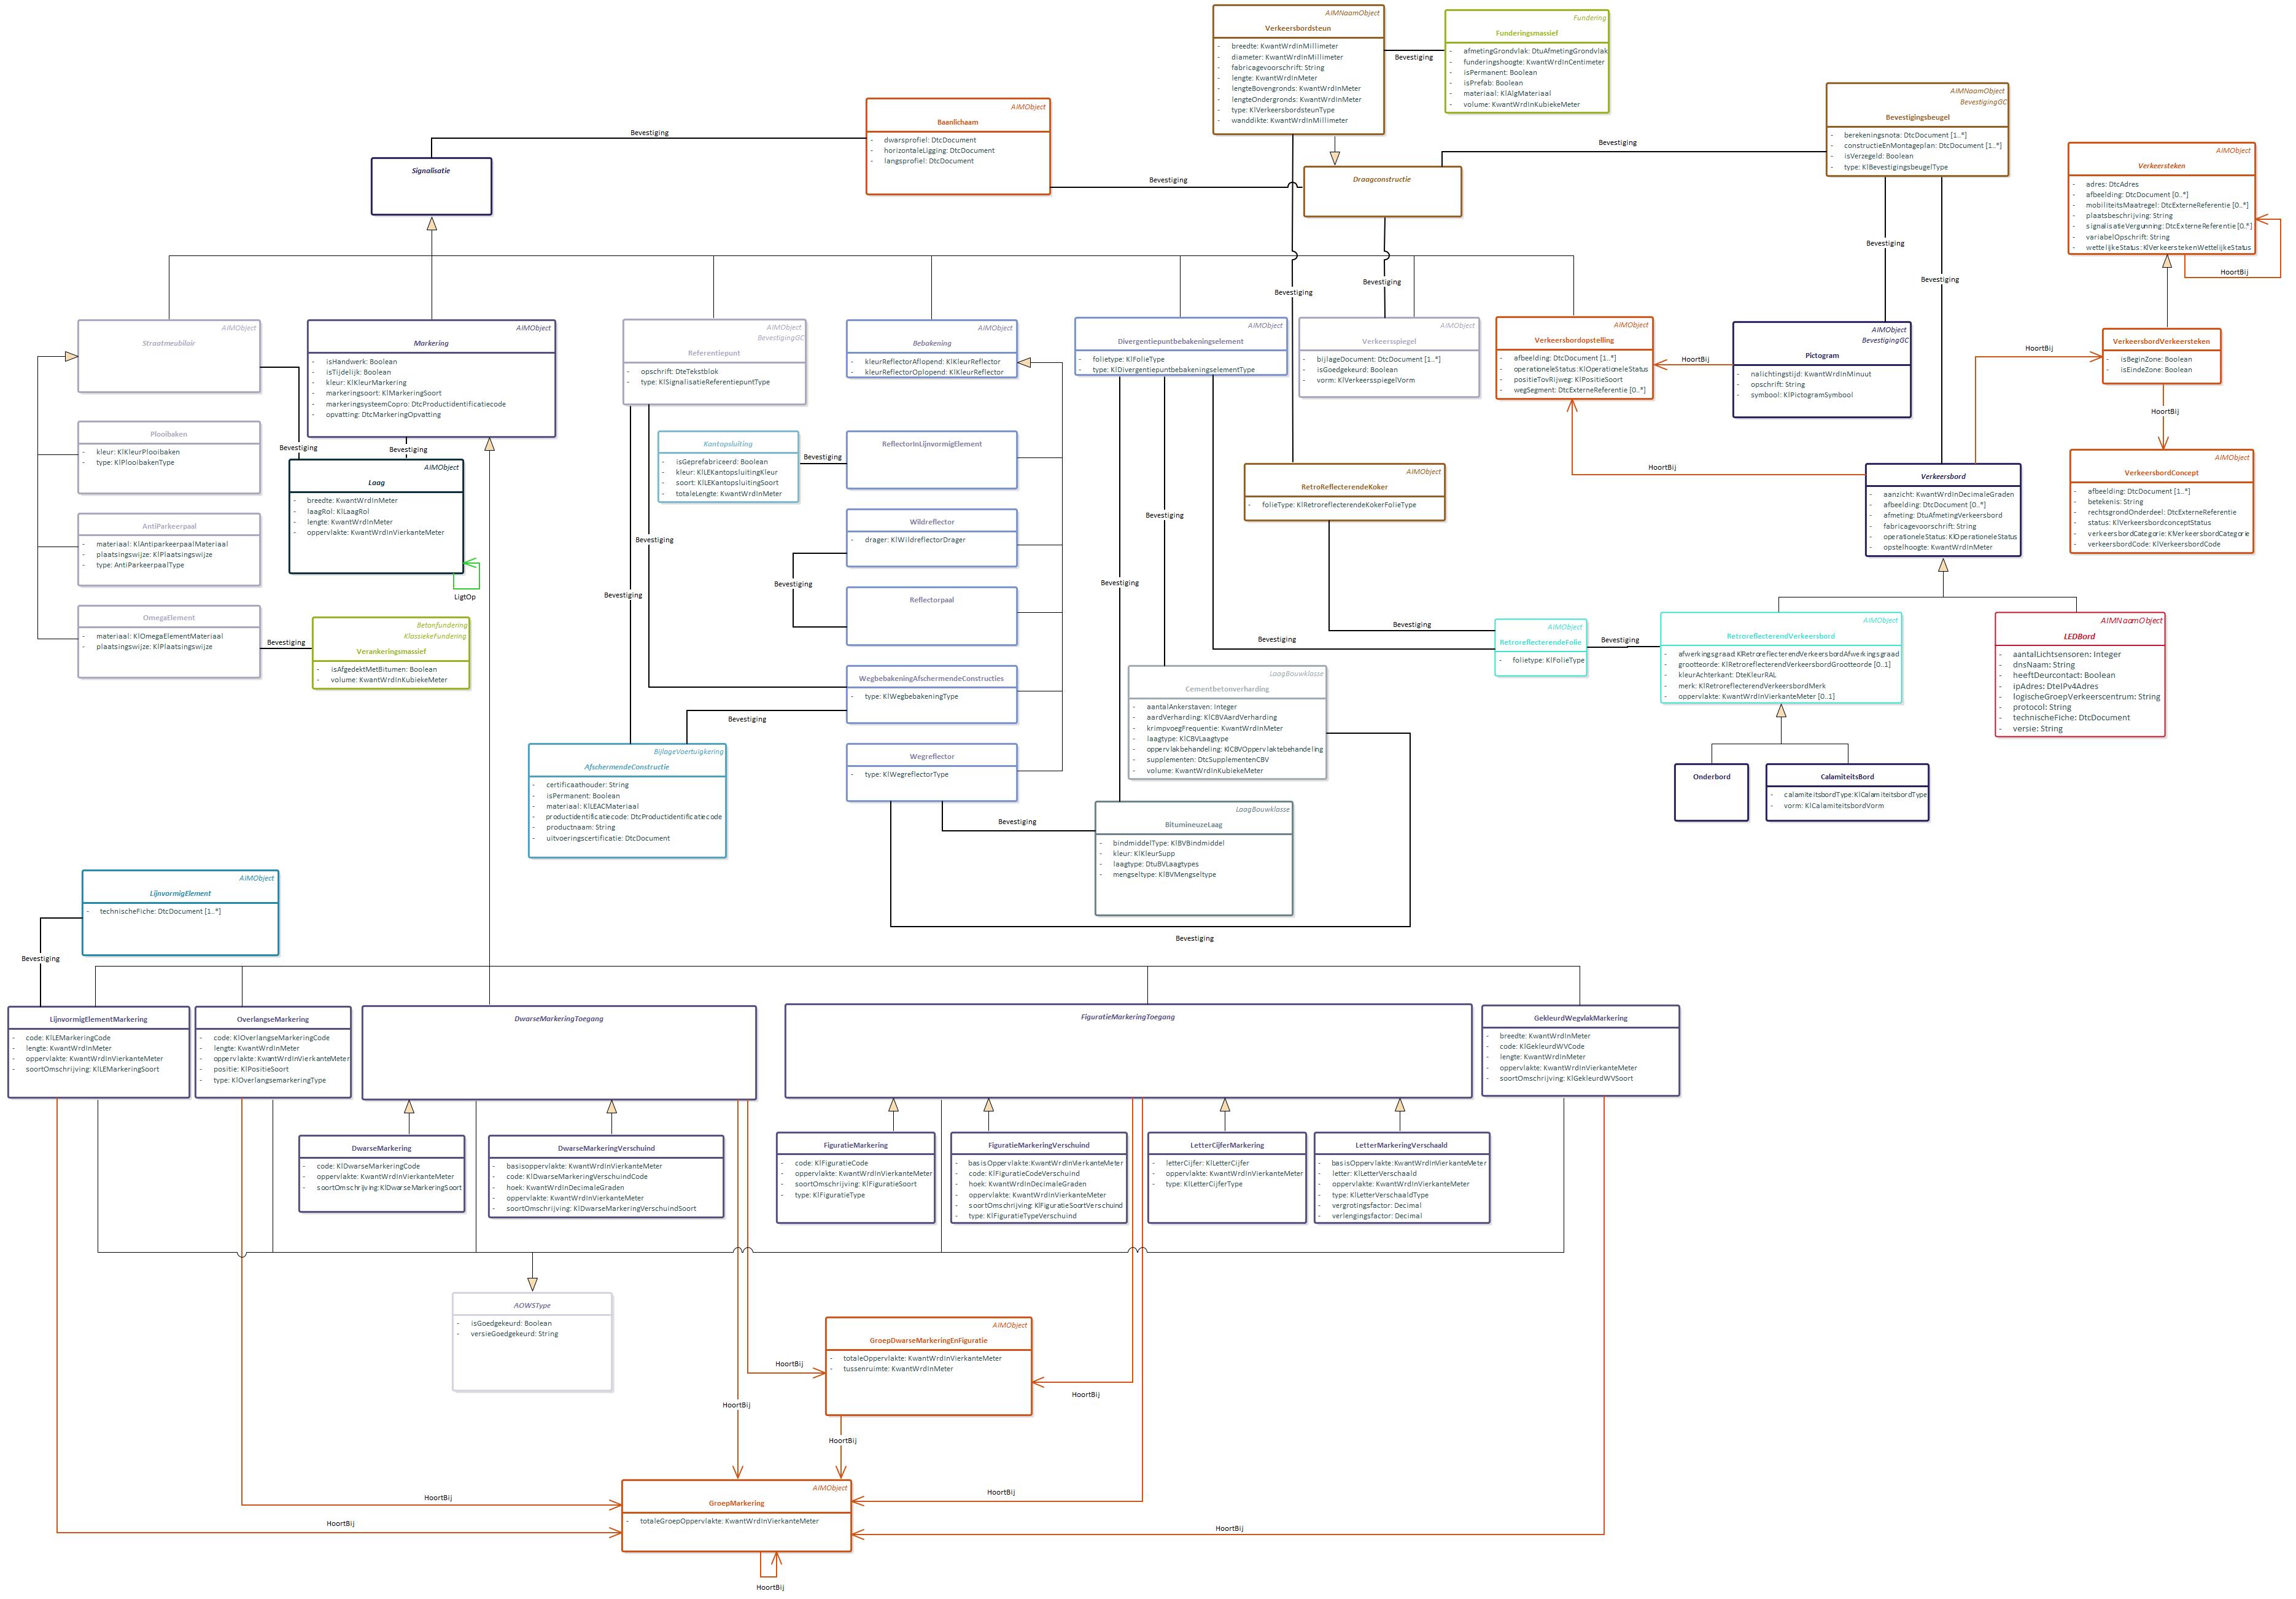 AIMNaamObject
Verkeersbordsteun
- breedte: KwantWrdInMillimeter
- diameter: KwantWrdInMillimeter
- fabricagevoorschrift: String
- lengte: KwantWrdInMeter
- lengteBovengronds: KwantWrdInMeter
- lengteOndergronds: KwantWrdInMeter
- type: KlVerkeersbordsteunType
- wanddikte: KwantWrdInMillimeter
Bevestiging
Fundering
Funderingsmassief
- afmetingGrondvlak: DtuAfmetingGrondvlak
- funderingshoogte: KwantWrdInCentimeter
- isPermanent: Boolean
- isPrefab: Boolean
- materiaal: KlAlgMateriaal
- volume: KwantWrdInKubiekeMeter
AIMObject
Baanlichaam
- dwarsprofiel: DtcDocument
- horizontaleLigging: DtcDocument
- langsprofiel: DtcDocument
Bevestiging
Signalisatie
Bevestiging
Draagconstructie
Bevestiging
AIMNaamObject
BevestigingGC
Bevestigingsbeugel
- berekeningsnota: DtcDocument [1..*]
- constructieEnMontageplan: DtcDocument [1..*]
- isVerzegeld: Boolean
- type: KlBevestigingsbeugelType
AIMObject
Verkeersteken
- adres: DtcAdres
- afbeelding: DtcDocument [0..*]
- mobiliteitsMaatregel: DtcExterneReferentie [0..*]
- plaatsbeschrijving: String
- signalisatieVergunning: DtcExterneReferentie [0..*]
- variabelOpschrift: String
- wettelijkeStatus: KlVerkeerstekenWettelijkeStatus
HoortBij
Bevestiging
Bevestiging
Bevestiging
Bevestiging
AIMObject
Straatmeubilair
AIMObject
Markering
- isHandwerk: Boolean
- isTijdelijk: Boolean
- kleur: KlKleurMarkering
- markeringsoort: KlMarkeringSoort
- markeringsysteemCopro: DtcProductidentificatiecode
- opvatting: DtcMarkeringOpvatting
AIMObject
BevestigingGC
Referentiepunt
- opschrift: DteTekstblok
- type: KlSignalisatieReferentiepuntType
AIMObject
Bebakening
- kleurReflectorAflopend: KlKleurReflector
- kleurReflectorOplopend: KlKleurReflector
AIMObject
Divergentiepuntbebakeningselement
- folietype: KlFolieType
- type: KlDivergentiepuntbebakeningselementType
AIMObject
Verkeersspiegel
- bijlageDocument: DtcDocument [1..*]
- isGoedgekeurd: Boolean
- vorm: KlVerkeersspiegelVorm
AIMObject
Verkeersbordopstelling
- afbeelding: DtcDocument [1..*]
- operationeleStatus: KlOperationeleStatus
- positieTovRijweg: KlPositieSoort
- wegSegment: DtcExterneReferentie [0..*]
HoortBij
AIMObject
BevestigingGC
Pictogram
- nalichtingstijd: KwantWrdInMinuut
- opschrift: String
- symbool: KlPictogramSymbool
HoortBij
VerkeersbordVerkeersteken
- isBeginZone: Boolean
- isEindeZone: Boolean
HoortBij
Plooibaken
- kleur: KlKleurPlooibaken
- type: KlPlooibakenType
Bevestiging
Bevestiging
AIMObject
Laag
- breedte: KwantWrdInMeter
- laagRol: KlLaagRol
- lengte: KwantWrdInMeter
- oppervlakte: KwantWrdInVierkanteMeter
LigtOp
Kantopsluiting
- isGeprefabriceerd: Boolean
- kleur: KlLEKantopsluitingKleur
- soort: KlLEKantopsluitingSoort
- totaleLengte: KwantWrdInMeter
Bevestiging
ReflectorInLijnvormigElement
AIMObject
RetroReflecterendeKoker
- folieType: KlRetroreflecterendeKokerFolieType
HoortBij
Verkeersbord
- aanzicht: KwantWrdInDecimaleGraden
- afbeelding: DtcDocument [0..*]
- afmeting: DtuAfmetingVerkeersbord
- fabricagevoorschrift: String
- operationeleStatus: KlOperationeleStatus
- opstelhoogte: KwantWrdInMeter
AIMObject
VerkeersbordConcept
- afbeelding: DtcDocument [1..*]
- betekenis: String
- rechtsgrondOnderdeel: DtcExterneReferentie
- status: KlVerkeersbordconceptStatus
- verkeersbordCategorie: KlVerkeersbordCategorie
- verkeersbordCode: KlVerkeersbordCode
AntiParkeerpaal
- materiaal: KlAntiparkeerpaalMateriaal
- plaatsingswijze: KlPlaatsingswijze
- type: AntiParkeerpaalType
Wildreflector
- drager: KlWildreflectorDrager
Bevestiging
Bevestiging
Bevestiging
Bevestiging
Bevestiging
Reflectorpaal
OmegaElement
- materiaal: KlOmegaElementMateriaal
- plaatsingswijze: KlPlaatsingswijze
Bevestiging
Betonfundering
KlassiekeFundering
Verankeringsmassief
- isAfgedektMetBitumen: Boolean
- volume: KwantWrdInKubiekeMeter
Bevestiging
Bevestiging
AIMObject
RetroreflecterendeFolie
- folietype: KlFolieType
Bevestiging
AIMObject
RetroreflecterendVerkeersbord
- afwerkingsgraad:KlRetroreflecterendVerkeersbordAfwerkingsgraad
- grootteorde: KlRetroreflecterendVerkeersbordGrootteorde [0..1]
- kleurAchterkant: DteKleurRAL
- merk: KlRetroreflecterendVerkeersbordMerk
- oppervlakte: KwantWrdInVierkanteMeter [0..1]
AIMNaamObject
LEDBord
- aantalLichtsensoren: Integer
- dnsNaam: String
- heeftDeurcontact: Boolean
- ipAdres: DteIPv4Adres
- logischeGroepVerkeerscentrum: String
- protocol: String
- technischeFiche: DtcDocument
- versie: String
WegbebakeningAfschermendeConstructies
- type: KlWegbebakeningType
Bevestiging
LaagBouwklasse
Cementbetonverharding
- aantalAnkerstaven: Integer
- aardVerharding: KlCBVAardVerharding
- krimpvoegFrequentie: KwantWrdInMeter
- laagtype: KlCBVLaagtype
- oppervlakbehandeling: KlCBVOppervlaktebehandeling
- supplementen: DtcSupplementenCBV
- volume: KwantWrdInKubiekeMeter
BijlageVoertuigkering
AfschermendeConstructie
- certificaathouder: String
- isPermanent: Boolean
- materiaal: KlLEACMateriaal
- productidentificatiecode: DtcProductidentificatiecode
- productnaam: String
- uitvoeringscertificatie: DtcDocument
Wegreflector
- type: KlWegreflectorType
Onderbord
CalamiteitsBord
- calamiteitsbordType:KlCalamiteitsbordType
- vorm: KlCalamiteitsbordVorm
Bevestiging
LaagBouwklasse
BitumineuzeLaag
- bindmiddelType: KlBVBindmiddel
- kleur: KlKleurSupp
- laagtype: DtuBVLaagtypes
- mengseltype: KlBVMengseltype
Bevestiging
AIMObject
LijnvormigElement
- technischeFiche: DtcDocument [1..*]
Bevestiging
LijnvormigElementMarkering
- code: KlLEMarkeringCode
- lengte: KwantWrdInMeter
- oppervlakte: KwantWrdInVierkanteMeter
- soortOmschrijving: KlLEMarkeringSoort
OverlangseMarkering
- code: KlOverlangseMarkeringCode
- lengte: KwantWrdInMeter
- oppervlakte: KwantWrdInVierkanteMeter
- positie: KlPositieSoort
- type: KlOverlangsemarkeringType
DwarseMarkeringToegang
FiguratieMarkeringToegang
GekleurdWegvlakMarkering
- breedte: KwantWrdInMeter
- code: KlGekleurdWVCode
- lengte: KwantWrdInMeter
- oppervlakte: KwantWrdInVierkanteMeter
- soortOmschrijving: KlGekleurdWVSoort
DwarseMarkering
- code: KlDwarseMarkeringCode
- oppervlakte: KwantWrdInVierkanteMeter
- soortOmschrijving:KlDwarseMarkeringSoort
DwarseMarkeringVerschuind
- basisoppervlakte: KwantWrdInVierkanteMeter
- code: KlDwarseMarkeringVerschuindCode
- hoek: KwantWrdInDecimaleGraden
- oppervlakte: KwantWrdInVierkanteMeter
- soortOmschrijving: KlDwarseMarkeringVerschuindSoort
FiguratieMarkering
- code: KlFiguratieCode
- oppervlakte: KwantWrdInVierkanteMeter
- soortOmschrijving: KlFiguratieSoort
- type: KlFiguratieType
FiguratieMarkeringVerschuind
- basisOppervlakte:KwantWrdInVierkanteMeter
- code: KlFiguratieCodeVerschuind
- hoek: KwantWrdInDecimaleGraden
- oppervlakte: KwantWrdInVierkanteMeter
- soortOmschrijving:KlFiguratieSoortVerschuind
- type: KlFiguratieTypeVerschuind
LetterCijferMarkering
- letterCijfer: KlLetterCijfer
- oppervlakte: KwantWrdInVierkanteMeter
- type: KlLetterCijferType
LetterMarkeringVerschaald
- basisOppervlakte:KwantWrdInVierkanteMeter
- letter: KlLetterVerschaald
- oppervlakte: KwantWrdInVierkanteMeter
- type: KlLetterVerschaaldType
- vergrotingsfactor: Decimal
- verlengingsfactor: Decimal
AOWSType
- isGoedgekeurd: Boolean
- versieGoedgekeurd: String
HoortBij
AIMObject
GroepDwarseMarkeringEnFiguratie
- totaleOppervlakte: KwantWrdInVierkanteMeter
- tussenruimte: KwantWrdInMeter
HoortBij
HoortBij
HoortBij
AIMObject
GroepMarkering
- totaleGroepOppervlakte: KwantWrdInVierkanteMeter
HoortBij
HoortBij
HoortBij
HoortBij
HoortBij